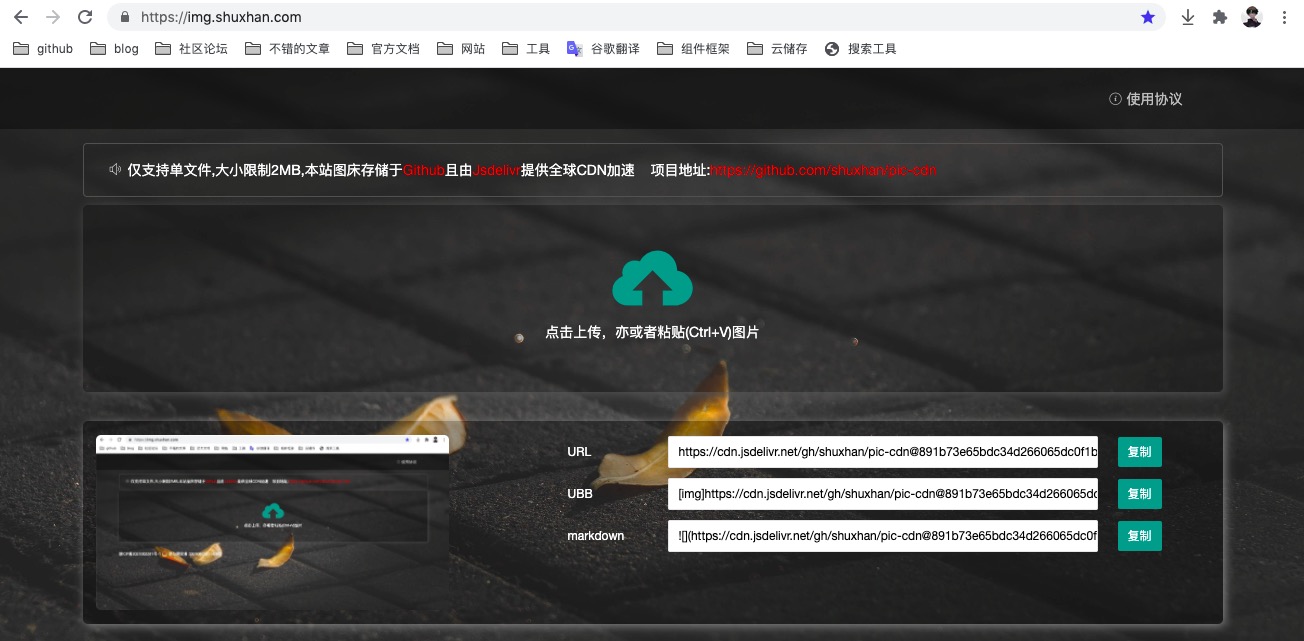 https://img.shuxhan.com
github blog 社区论坛 不错的文章 官方文档 网站 工具 谷歌翻译 组件框架 云储存 搜索工具
使用协议
仅支持单文件,大小限制2MB,本站图床存储于Github且由Jsdelivr提供全球CDN加速 项目地址:https://github.com/shuxhan/pic-cdn
点击上传，亦或者粘贴(Ctrl+V)图片
URL https://cdn.jsdelivr.net/gh/shuxhan/pic-cdn@891b73e65bdc34d266065dc0f1b 复制
UBB [img]https://cdn.jsdelivr.net/gh/shuxhan/pic-cdn@891b73e65bdc34d266065dc 复制
markdown ![](https://cdn.jsdelivr.net/gh/shuxhan/pic-cdn@891b73e65bdc34d266065dc0f 复制